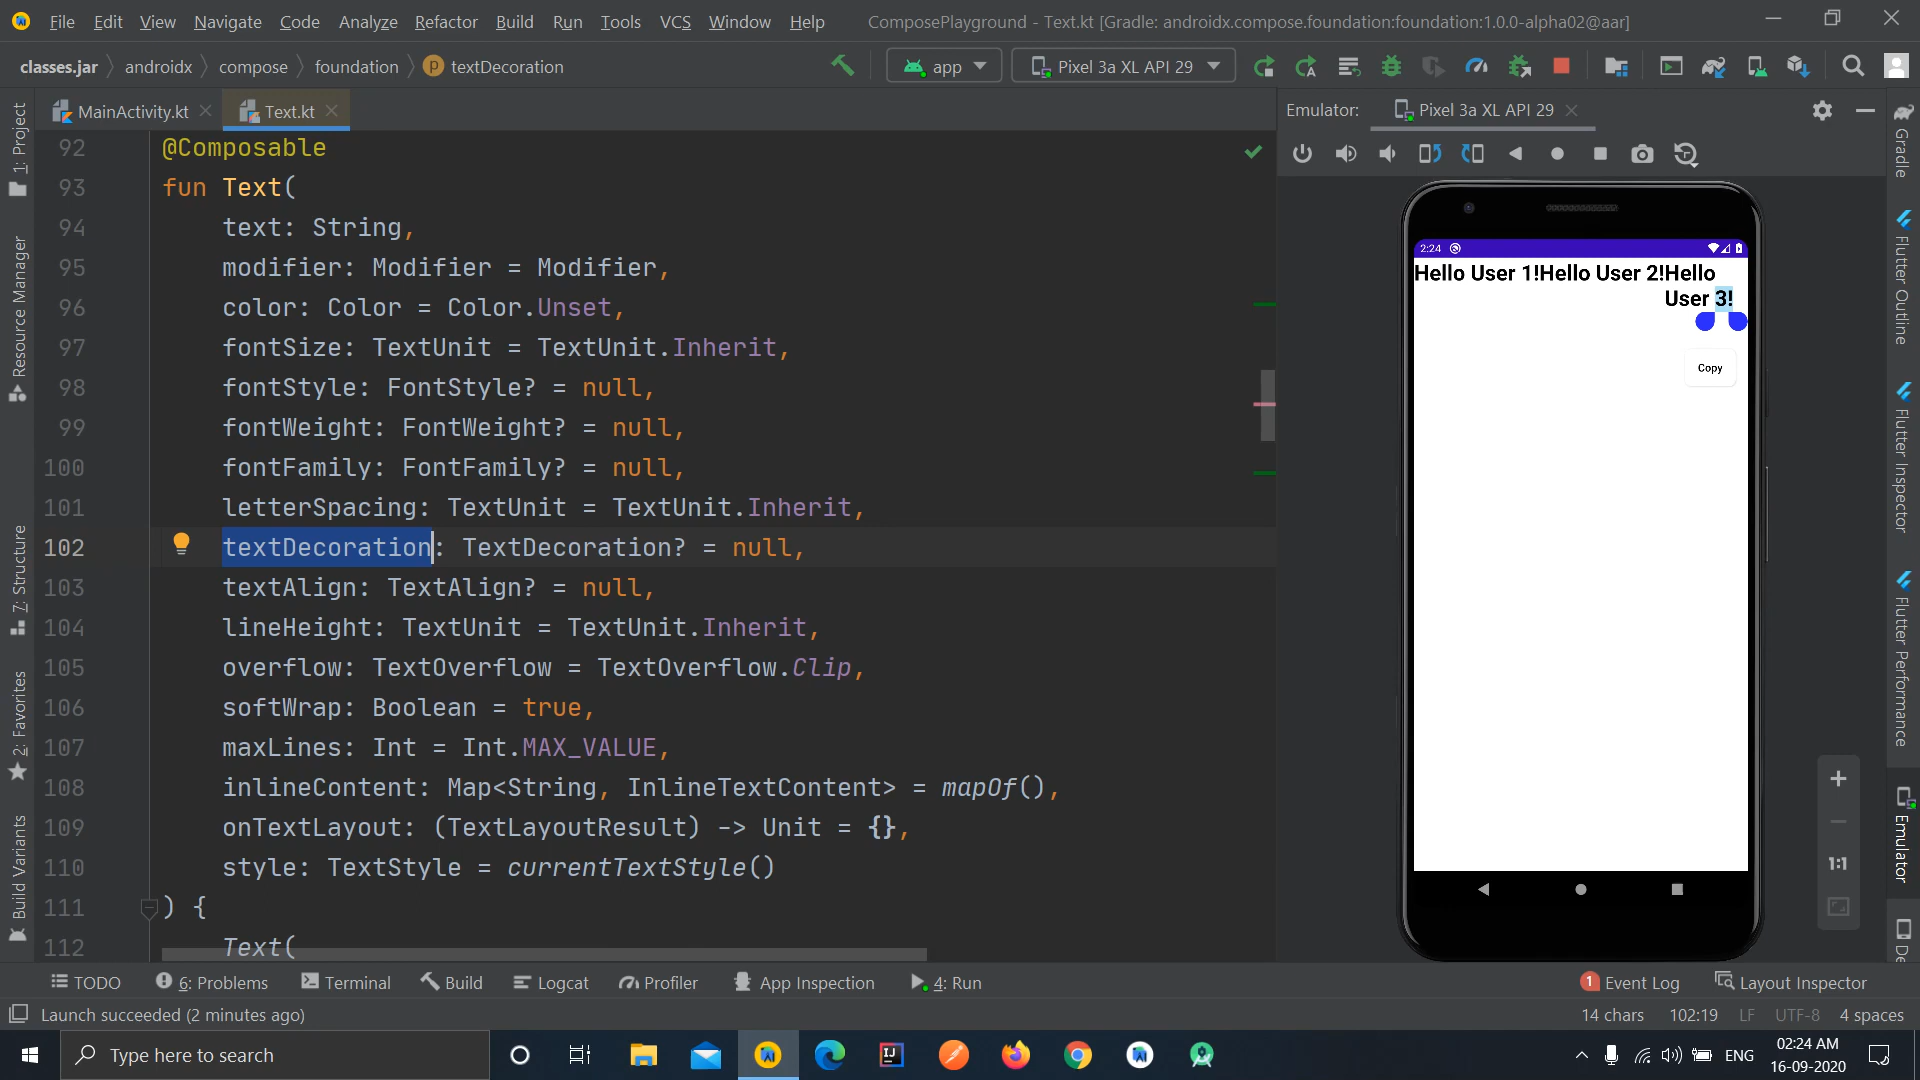 File Edit View Navigate Code Analyze Refactor Build Run Tools VCS Window Help ComposePlayground - Text.kt [Gradle: androidx.compose.foundation:foundation:1.0.0-alpha02@aar]
classes.jar androidx compose foundation p textDecoration app Pixel 3a XL API 29
MainActivity.kt Text.kt
Emulator: Pixel 3a XL API 29
1: Project
Resource Manager
7: Structure
2: Favorites
Build Variants
92 @Composable
93 fun Text(
94 text: String,
95 modifier: Modifier = Modifier,
96 color: Color = Color.Unset,
97 fontSize: TextUnit = TextUnit.Inherit,
98 fontStyle: FontStyle? = null,
99 fontWeight: FontWeight? = null,
100 fontFamily: FontFamily? = null,
101 letterSpacing: TextUnit = TextUnit.Inherit,
102 textDecoration: TextDecoration? = null,
103 textAlign: TextAlign? = null,
104 lineHeight: TextUnit = TextUnit.Inherit,
105 overflow: TextOverflow = TextOverflow.Clip,
106 softWrap: Boolean = true,
107 maxLines: Int = Int.MAX_VALUE,
108 inlineContent: Map<String, InlineTextContent> = mapOf(),
109 onTextLayout: (TextLayoutResult) -> Unit = {},
110 style: TextStyle = currentTextStyle()
111 ) {
112 Text(
2:24
Hello User 1!Hello User 2!Hello
User 3!
Copy
1:1
Gradle
Flutter Outline
Flutter Inspector
Flutter Performance
Emulator
De
TODO 6: Problems Terminal Build Logcat Profiler App Inspection 4: Run 1 Event Log Layout Inspector
Launch succeeded (2 minutes ago) 14 chars 102:19 LF UTF-8 4 spaces
Type here to search ENG 02:24 AM
16-09-2020